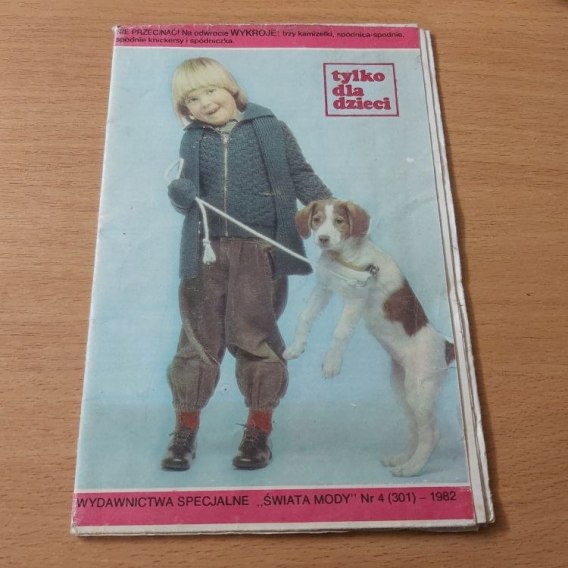 NIE PRZECINAĆ! Na odwrocie WYKROJE: trzy kamizelki, spódnica-spodnie,
spodnie knickersy i spódniczka.
tylko
dla
dzieci
WYDAWNICTWA SPECJALNE „ŚWIATA MODY" Nr 4 (301) – 1982